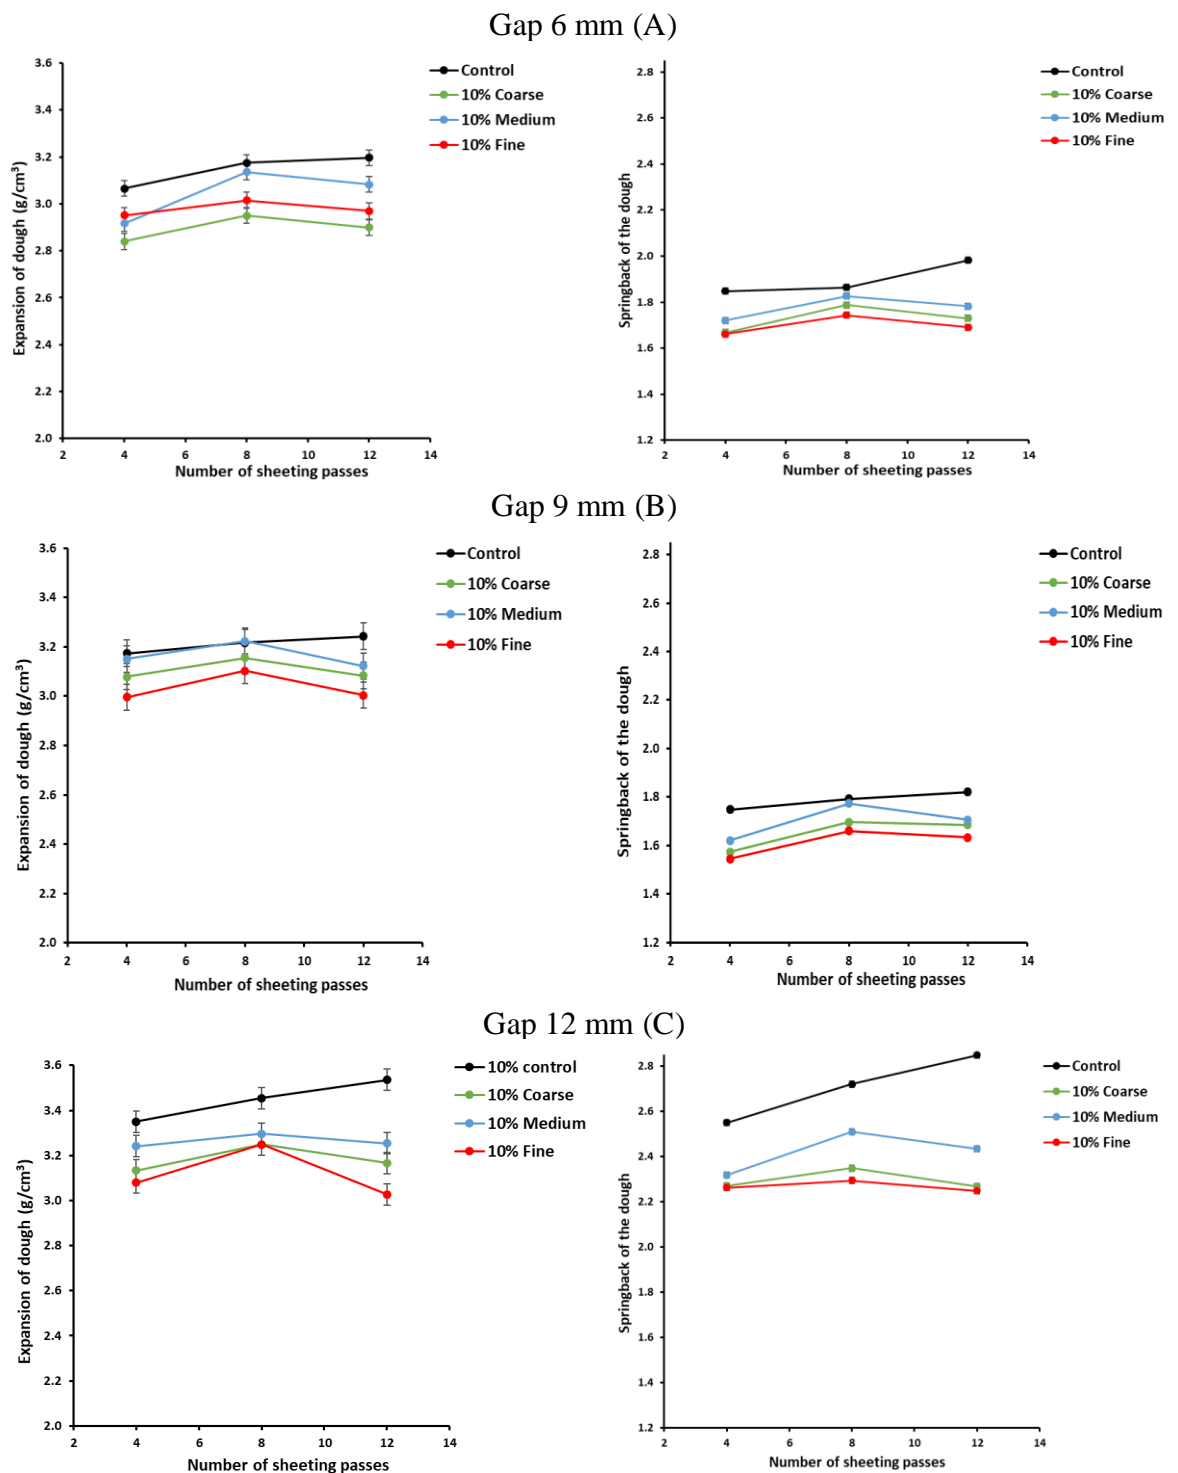 Gap 6 mm (A)
3.6
3.4
3.2
3.0
2.8
2.6
2.4
2.2
2.0
2
4
6
8
10
12
14
Expansion of dough (g/cm³)
Number of sheeting passes
Control
10% Coarse
10% Medium
10% Fine
2.8
2.6
2.4
2.2
2.0
1.8
1.6
1.4
1.2
2
4
6
8
10
12
14
Springback of the dough
Number of sheeting passes
Control
10% Coarse
10% Medium
10% Fine
Gap 9 mm (B)
3.6
3.4
3.2
3.0
2.8
2.6
2.4
2.2
2.0
2
4
6
8
10
12
14
Expansion of dough (g/cm³)
Number of sheeting passes
Control
10% Coarse
10% Medium
10% Fine
2.8
2.6
2.4
2.2
2.0
1.8
1.6
1.4
1.2
2
4
6
8
10
12
14
Springback of the dough
Number of sheeting passes
Control
10% Coarse
10% Medium
10% Fine
Gap 12 mm (C)
3.6
3.4
3.2
3.0
2.8
2.6
2.4
2.2
2.0
2
4
6
8
10
12
14
Expansion of dough (g/cm³)
Number of sheeting passes
10% control
10% Coarse
10% Medium
10% Fine
2.8
2.6
2.4
2.2
2.0
1.8
1.6
1.4
1.2
2
4
6
8
10
12
14
Springback of the dough
Number of sheeting passes
Control
10% Coarse
10% Medium
10% Fine